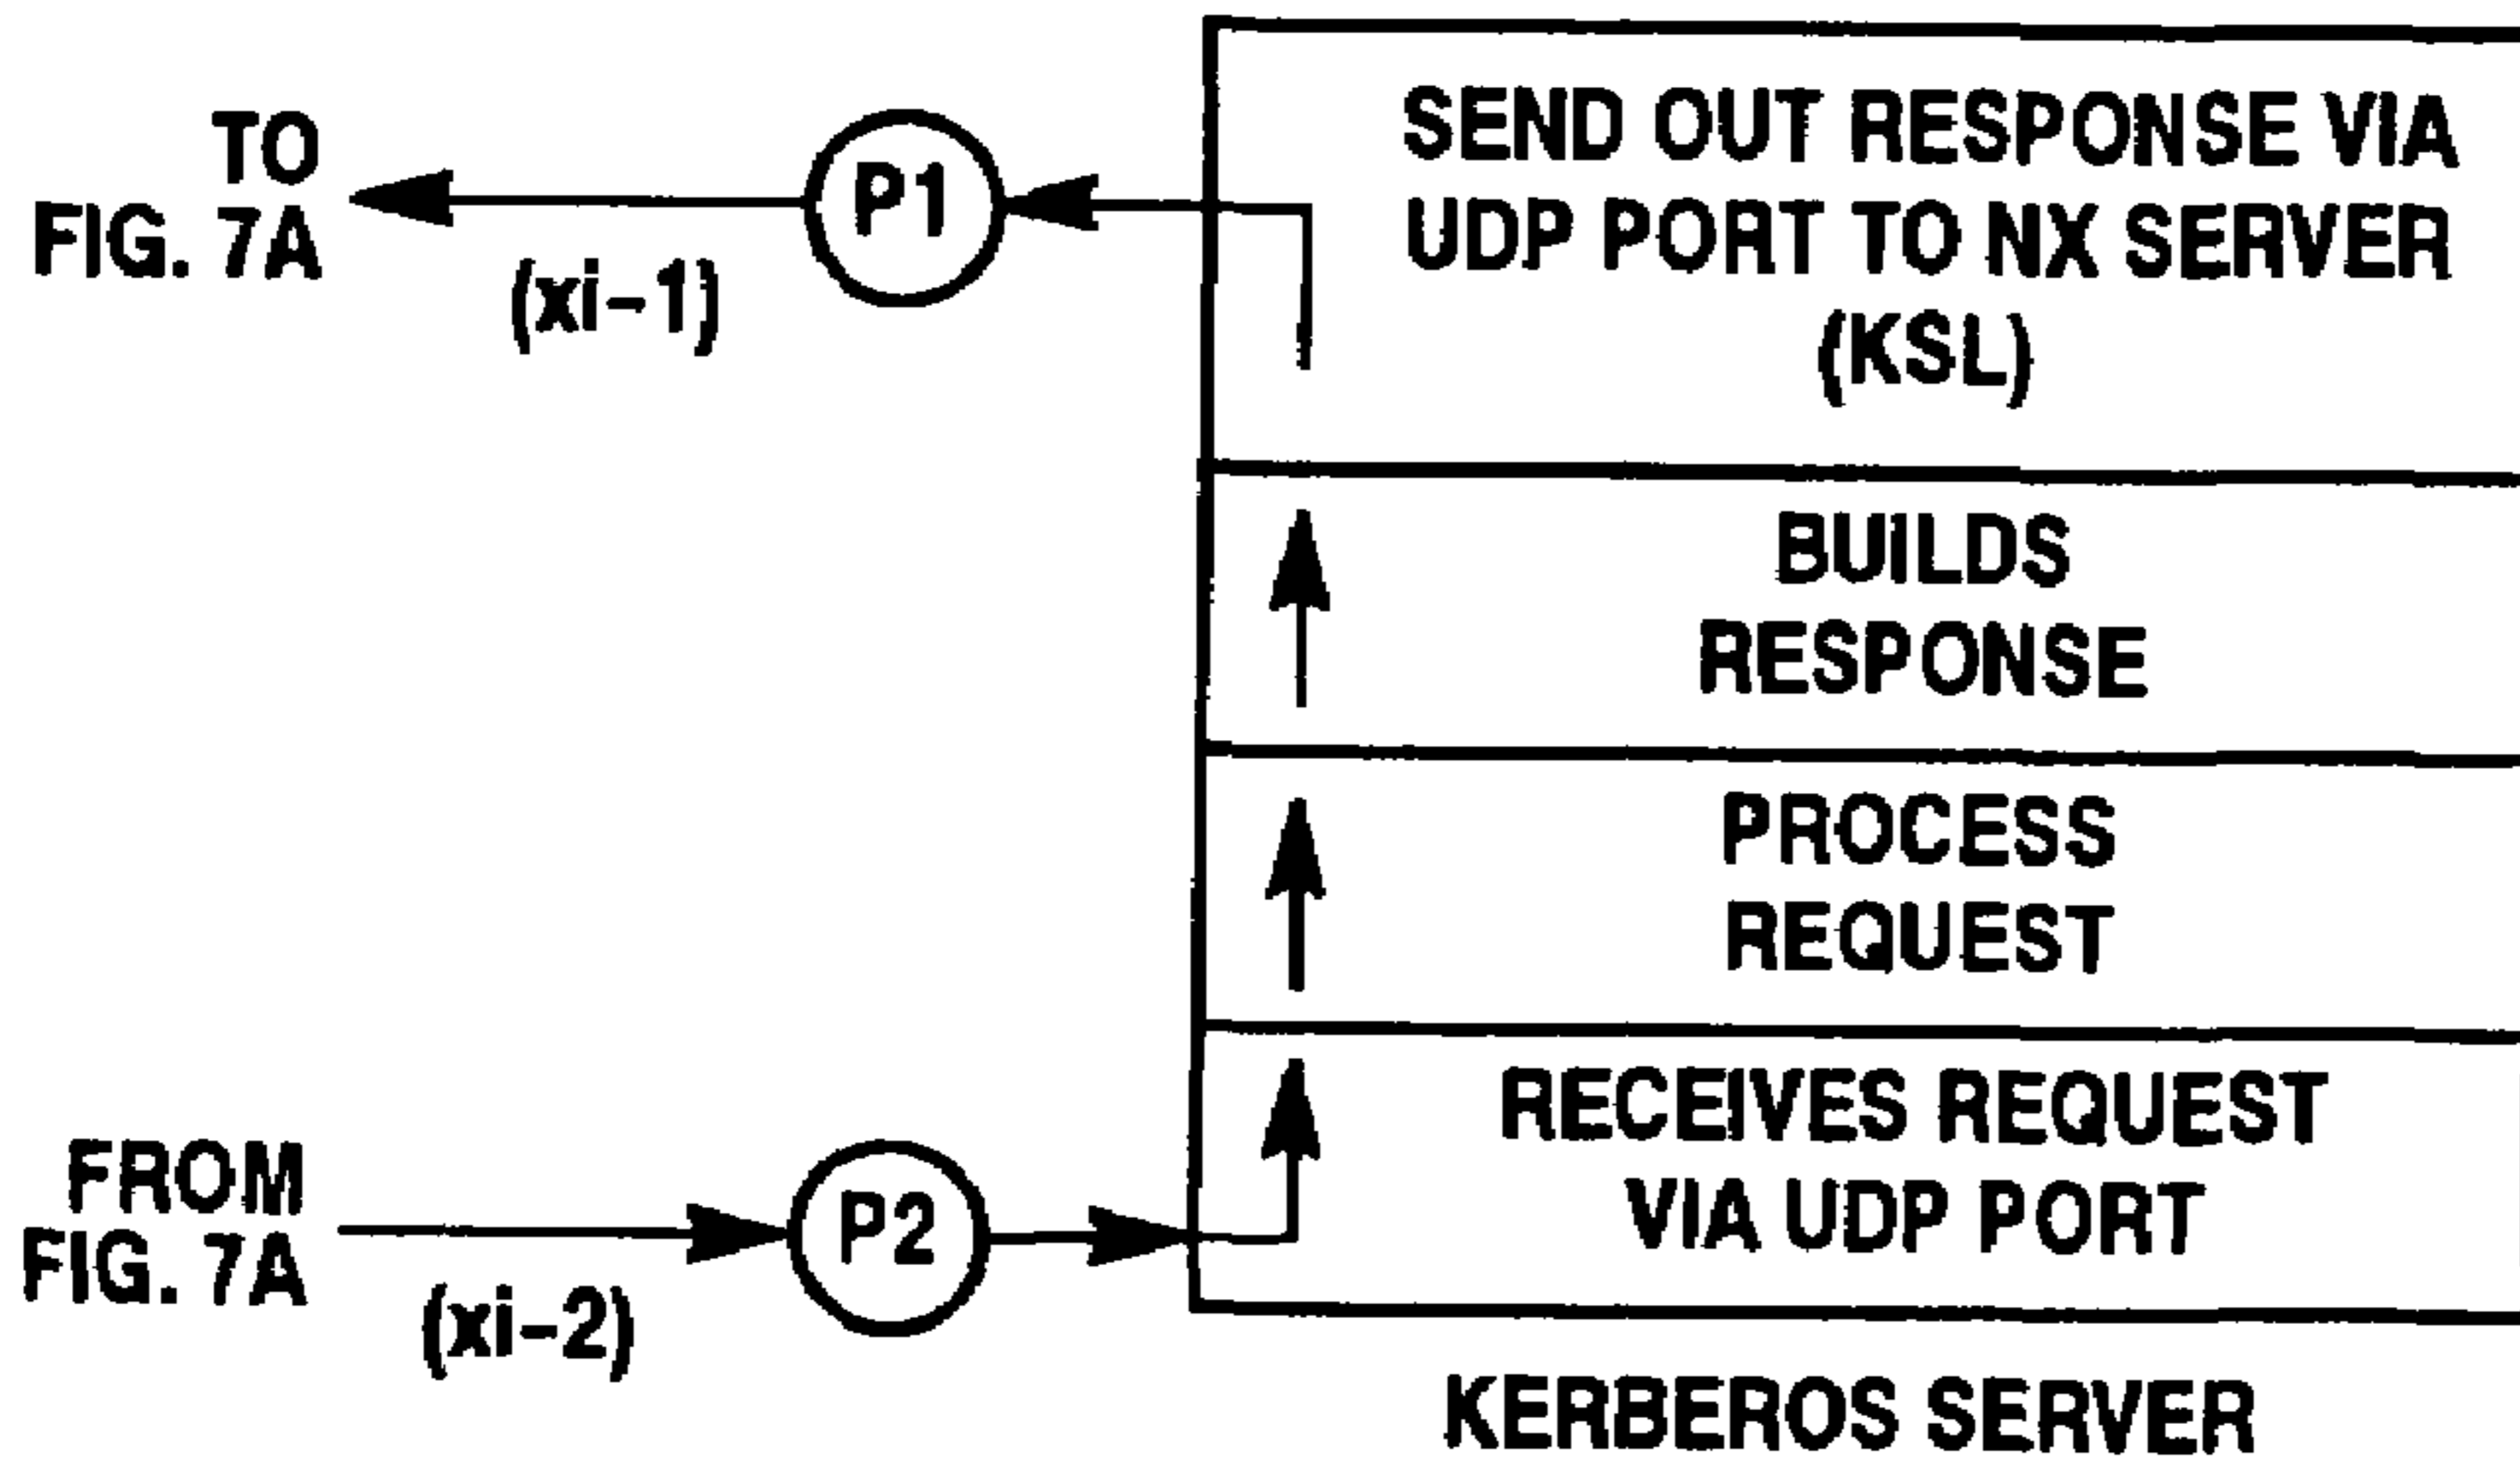 TO
FIG. 7A
(xi-1)
P1
SEND OUT RESPONSE VIA
UDP PORT TO NX SERVER
(KSL)
BUILDS
RESPONSE
PROCESS
REQUEST
RECEIVES REQUEST
VIA UDP PORT
FROM
FIG. 7A
(xi-2)
P2
KERBEROS SERVER